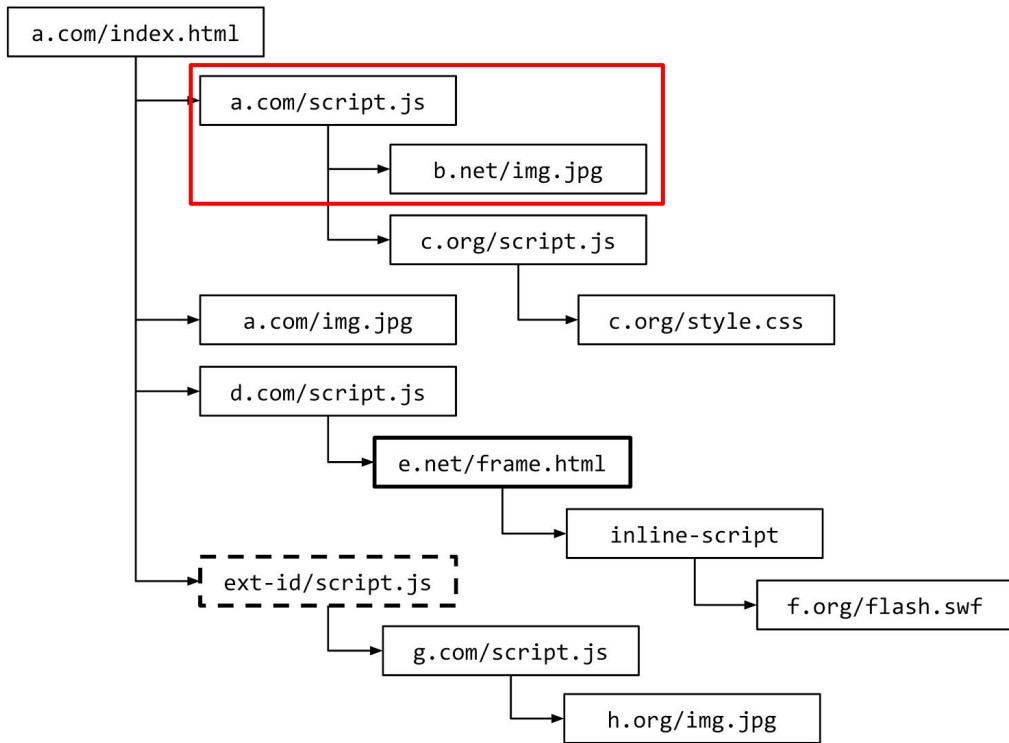 a.com/index.html
a.com/script.js
b.net/img.jpg
c.org/script.js
a.com/img.jpg
c.org/style.css
d.com/script.js
e.net/frame.html
inline-script
ext-id/script.js
f.org/flash.swf
g.com/script.js
h.org/img.jpg